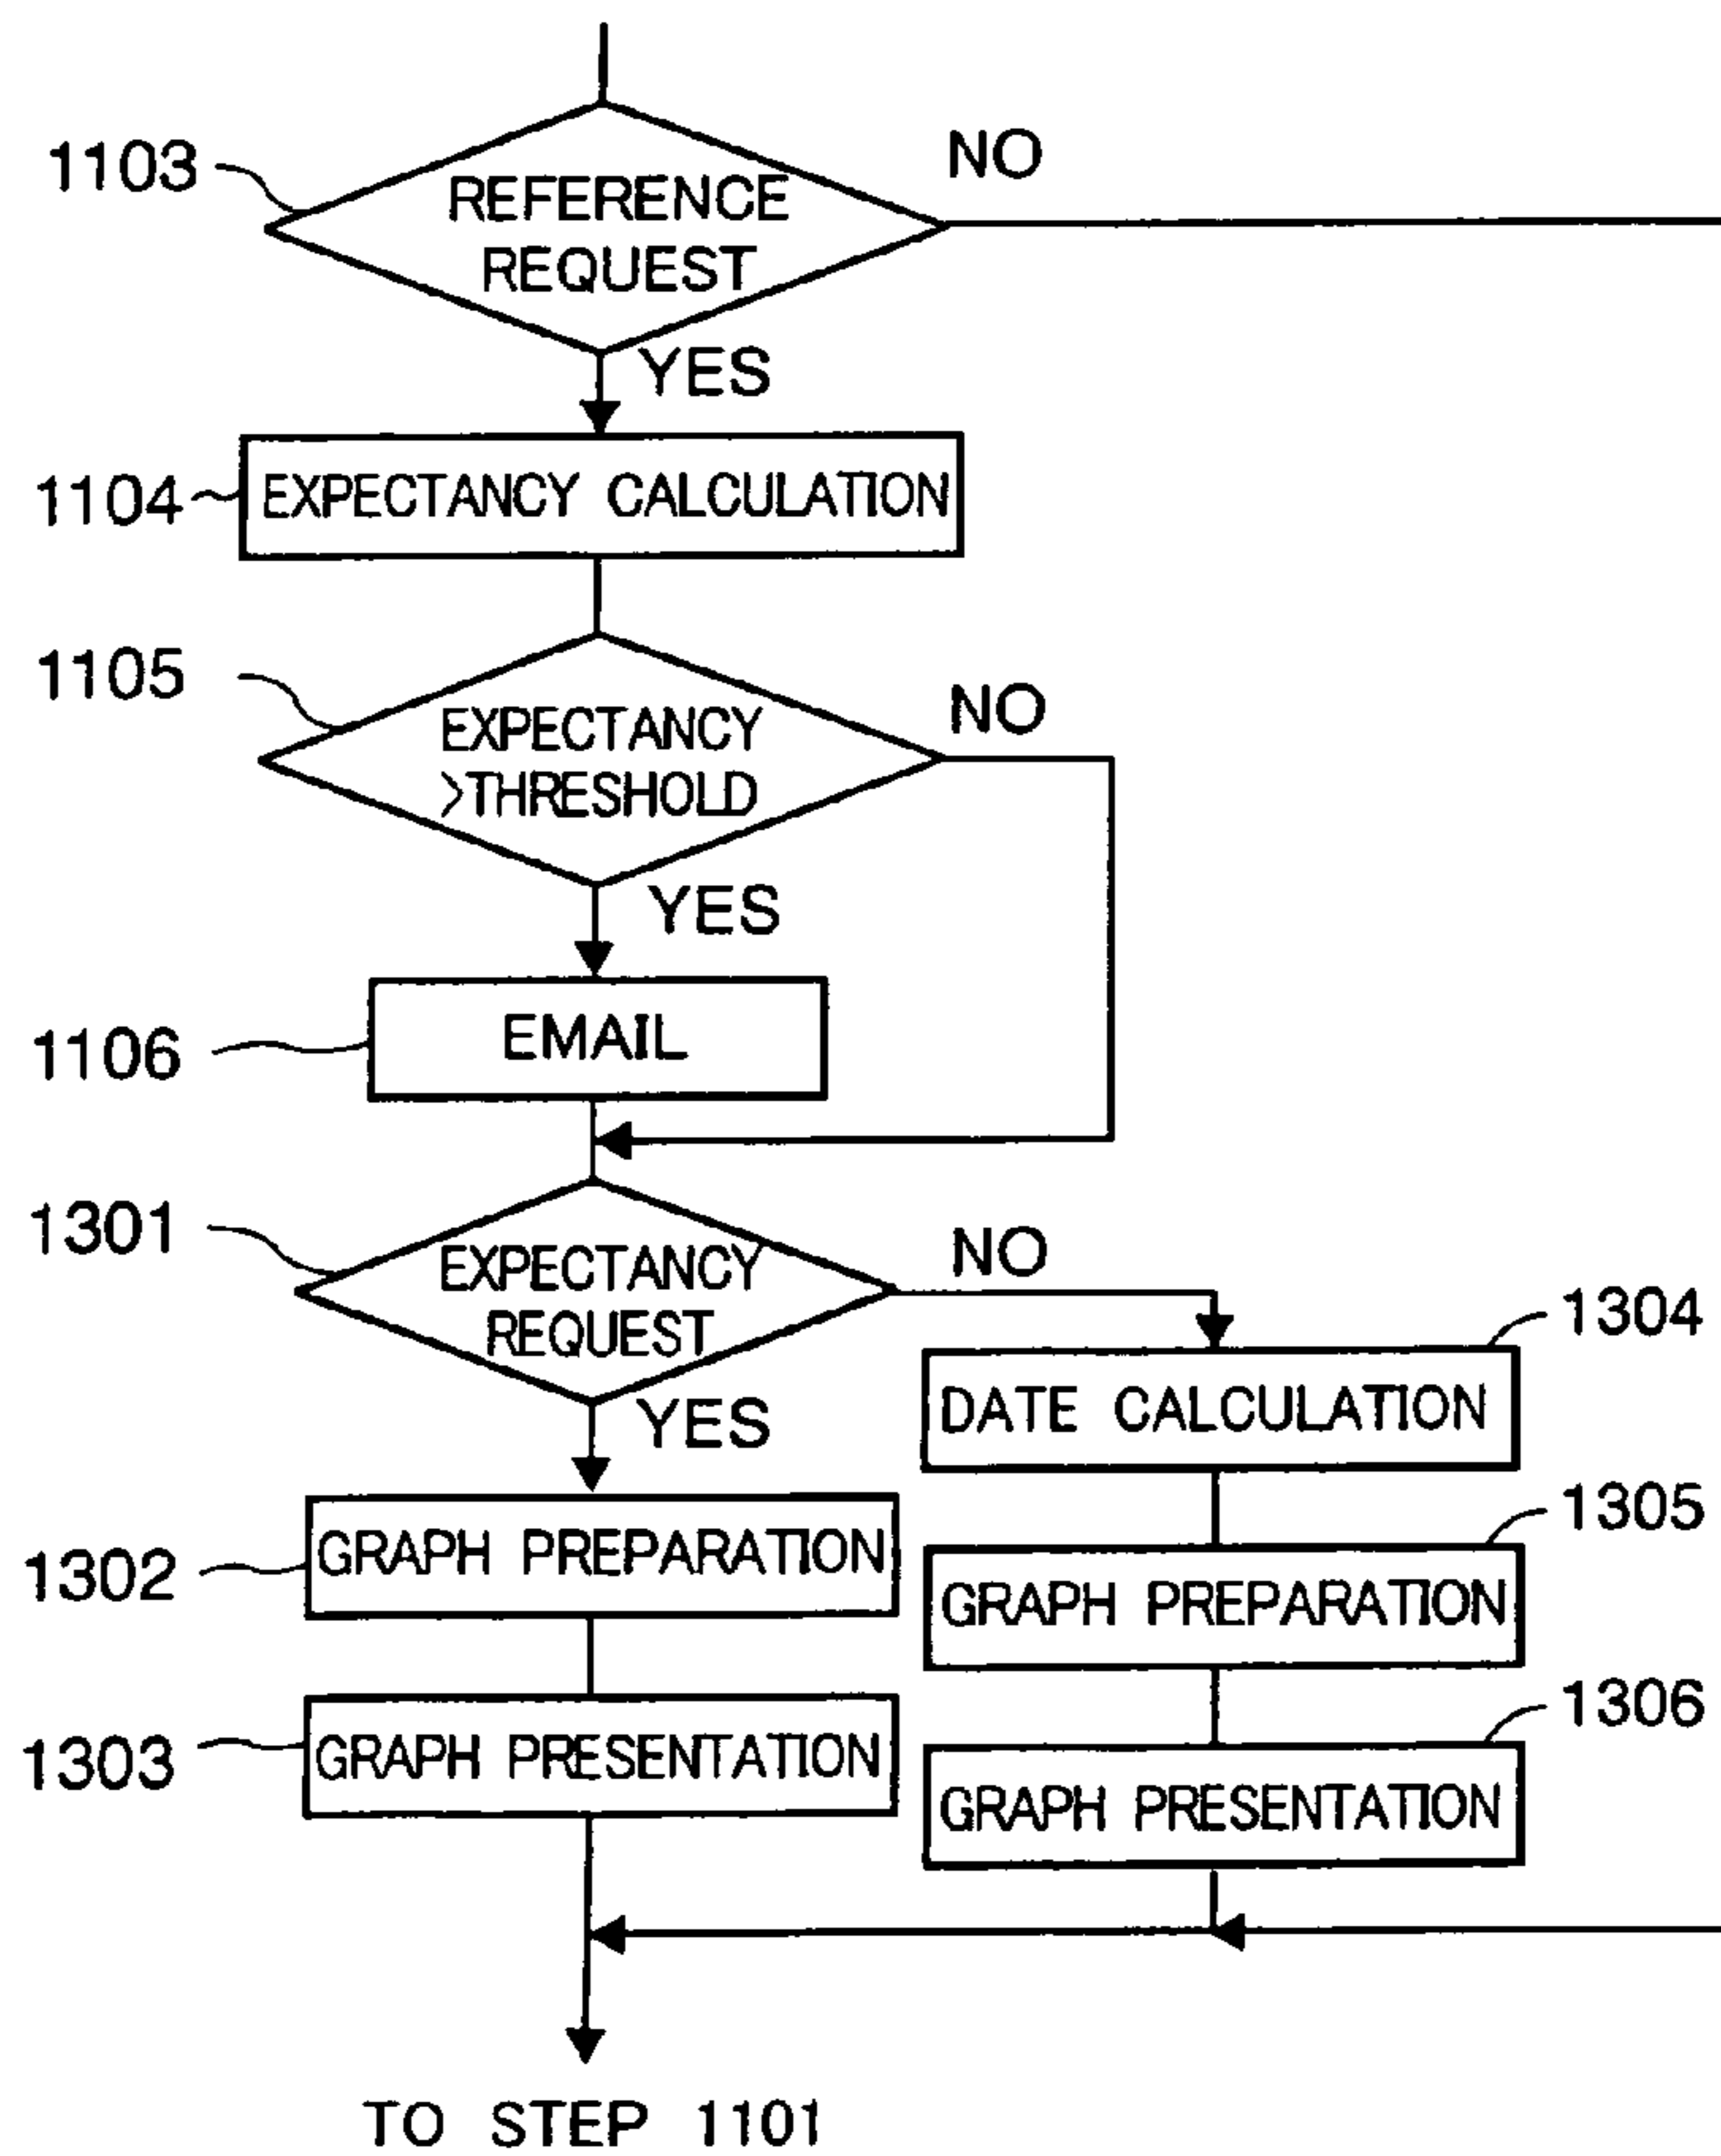 1103
REFERENCE
REQUEST
NO
YES
1104
EXPECTANCY CALCULATION
1105
EXPECTANCY
>THRESHOLD
NO
YES
1106
EMAIL
1301
EXPECTANCY
REQUEST
NO
YES
1304
DATE CALCULATION
1302
GRAPH PREPARATION
1305
GRAPH PREPARATION
1303
GRAPH PRESENTATION
1306
GRAPH PRESENTATION
TO STEP 1101